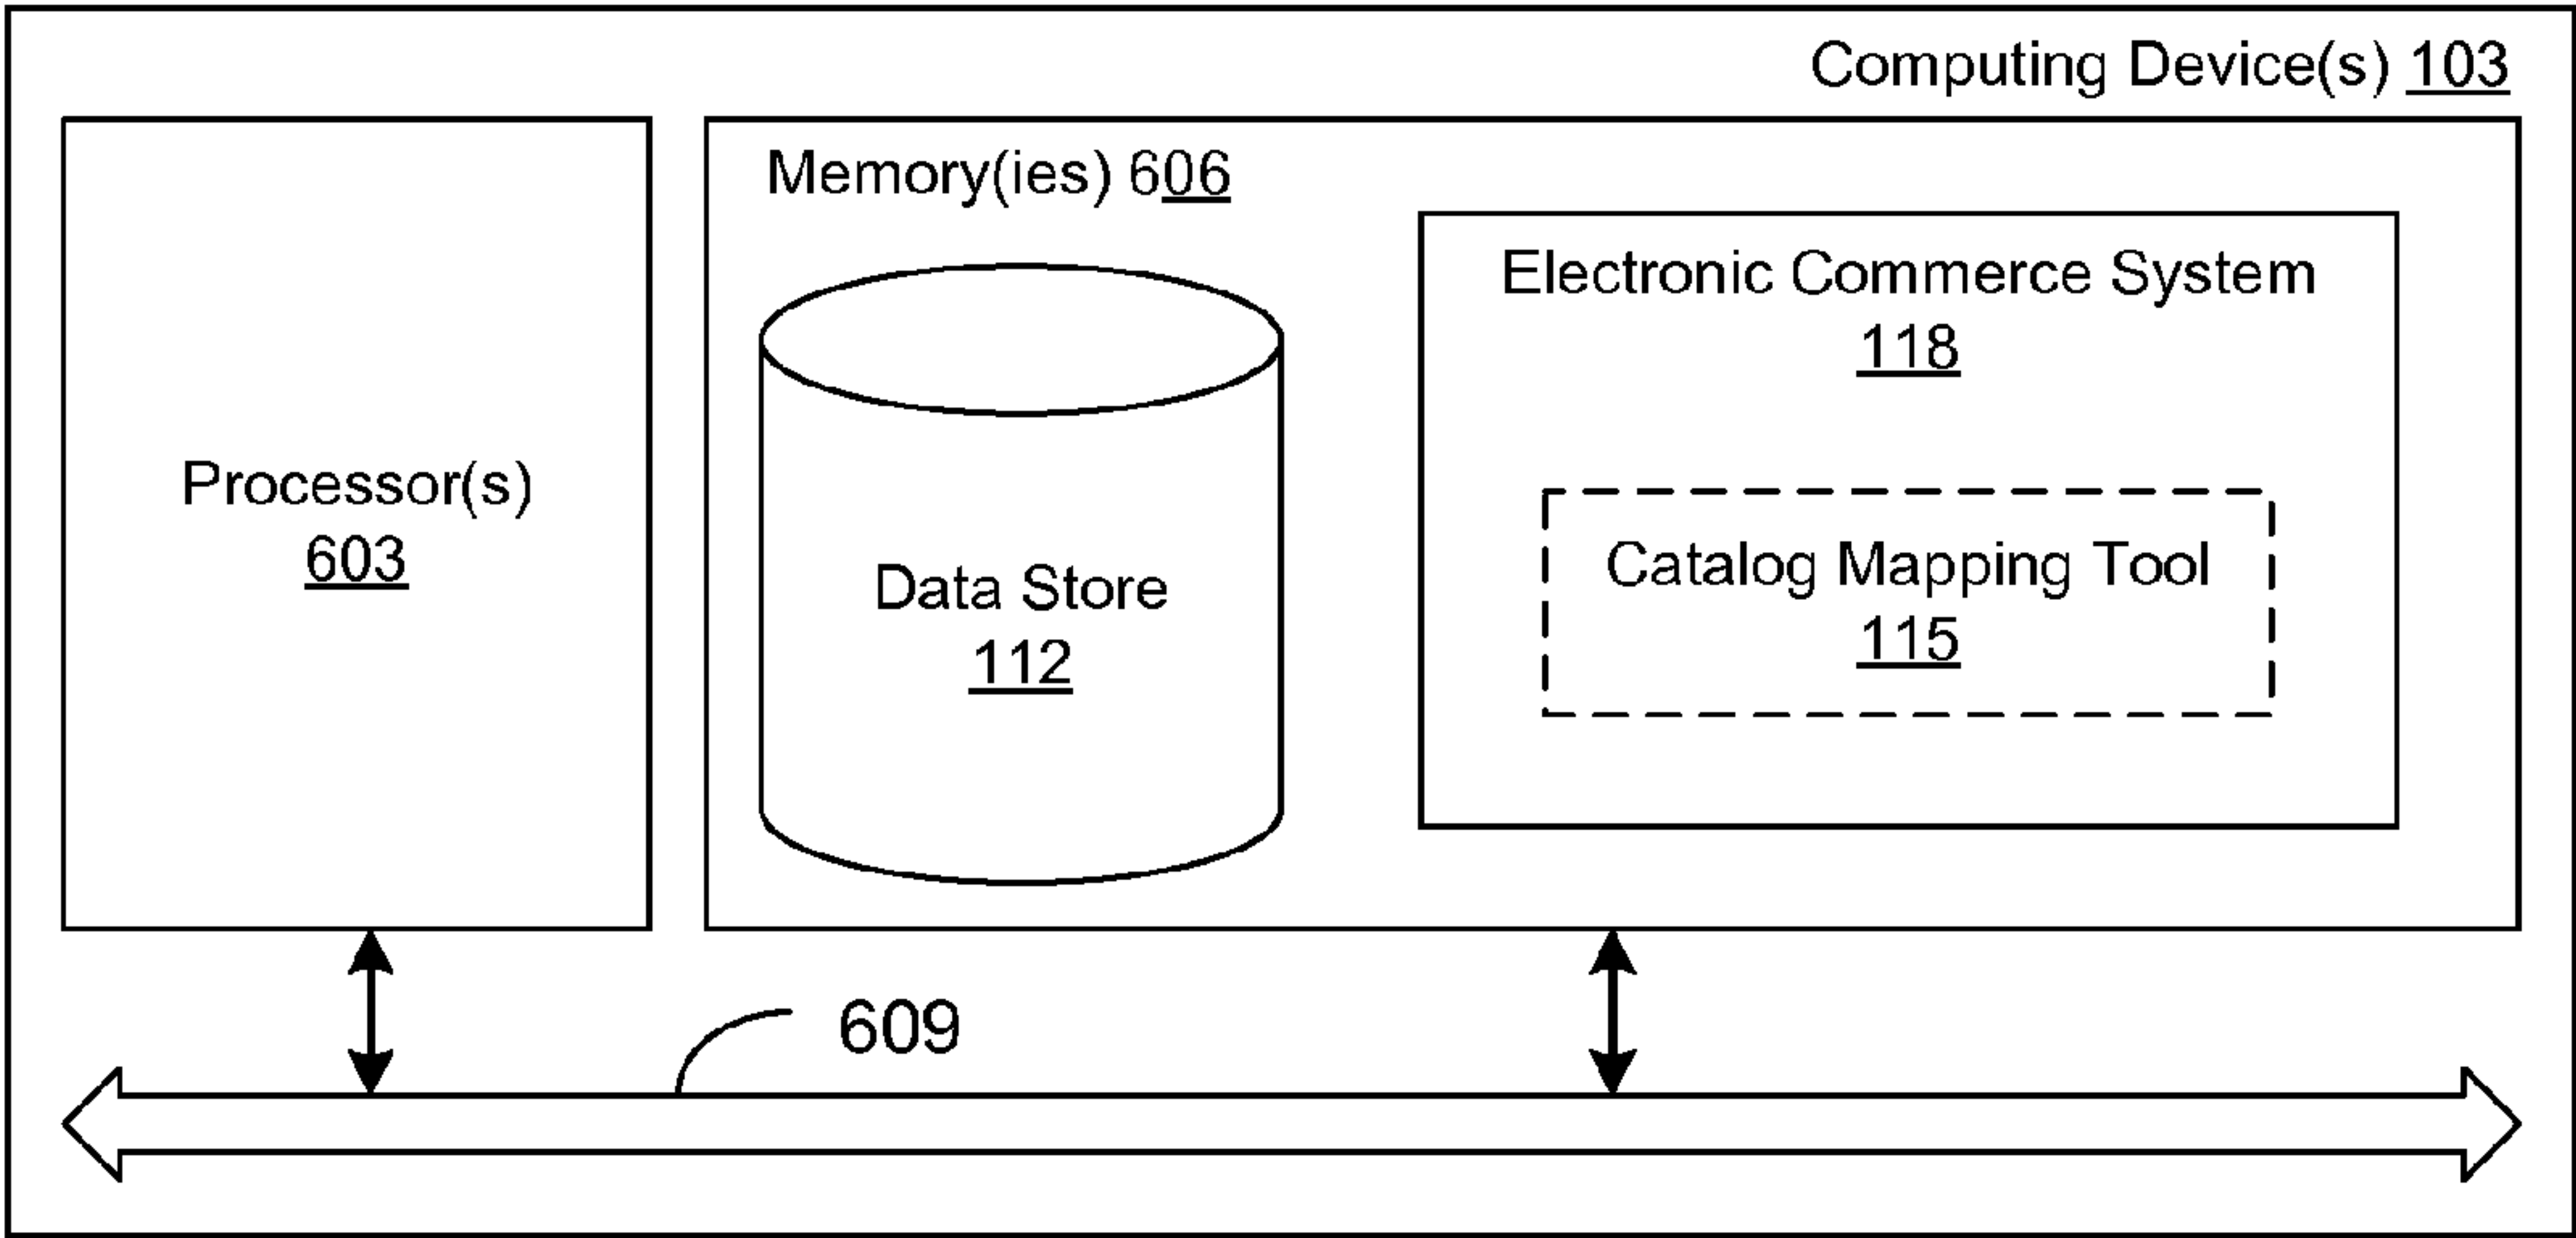 Computing Device(s) 103
Memory(ies) 606
Electronic Commerce System
118
Processor(s)
603
Data Store
112
Catalog Mapping Tool
115
609